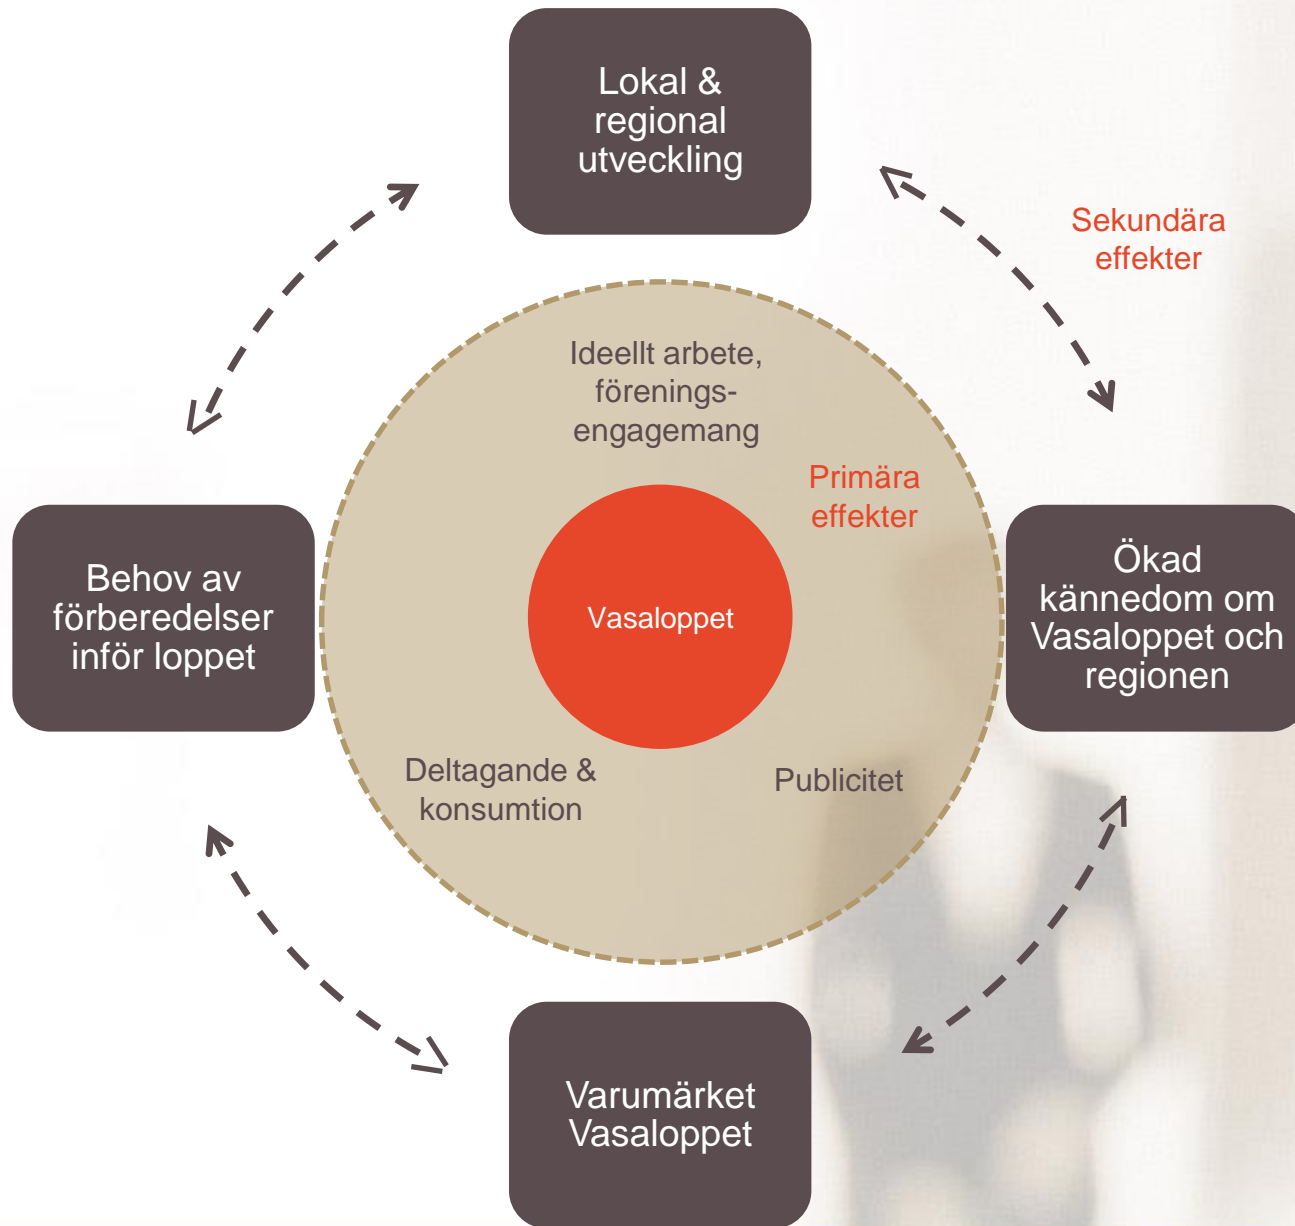 Lokal &
regional
utveckling
Sekundära
effekter
Ideellt arbete,
förenings-
engagemang
Primära
effekter
Behov av
förberedelser
inför loppet
Vasaloppet
Ökad
kännedom om
Vasaloppet och
regionen
Deltagande &
konsumtion
Publicitet
Varumärket
Vasaloppet